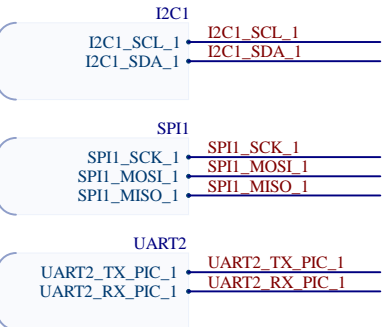 I2C1
I2C1_SCL_1 I2C1_SCL_1
I2C1_SDA_1 I2C1_SDA_1
SPI1
SPI1_SCK_1 SPI1_SCK_1
SPI1_MOSI_1 SPI1_MOSI_1
SPI1_MISO_1 SPI1_MISO_1
UART2
UART2_TX_PIC_1 UART2_TX_PIC_1
UART2_RX_PIC_1 UART2_RX_PIC_1